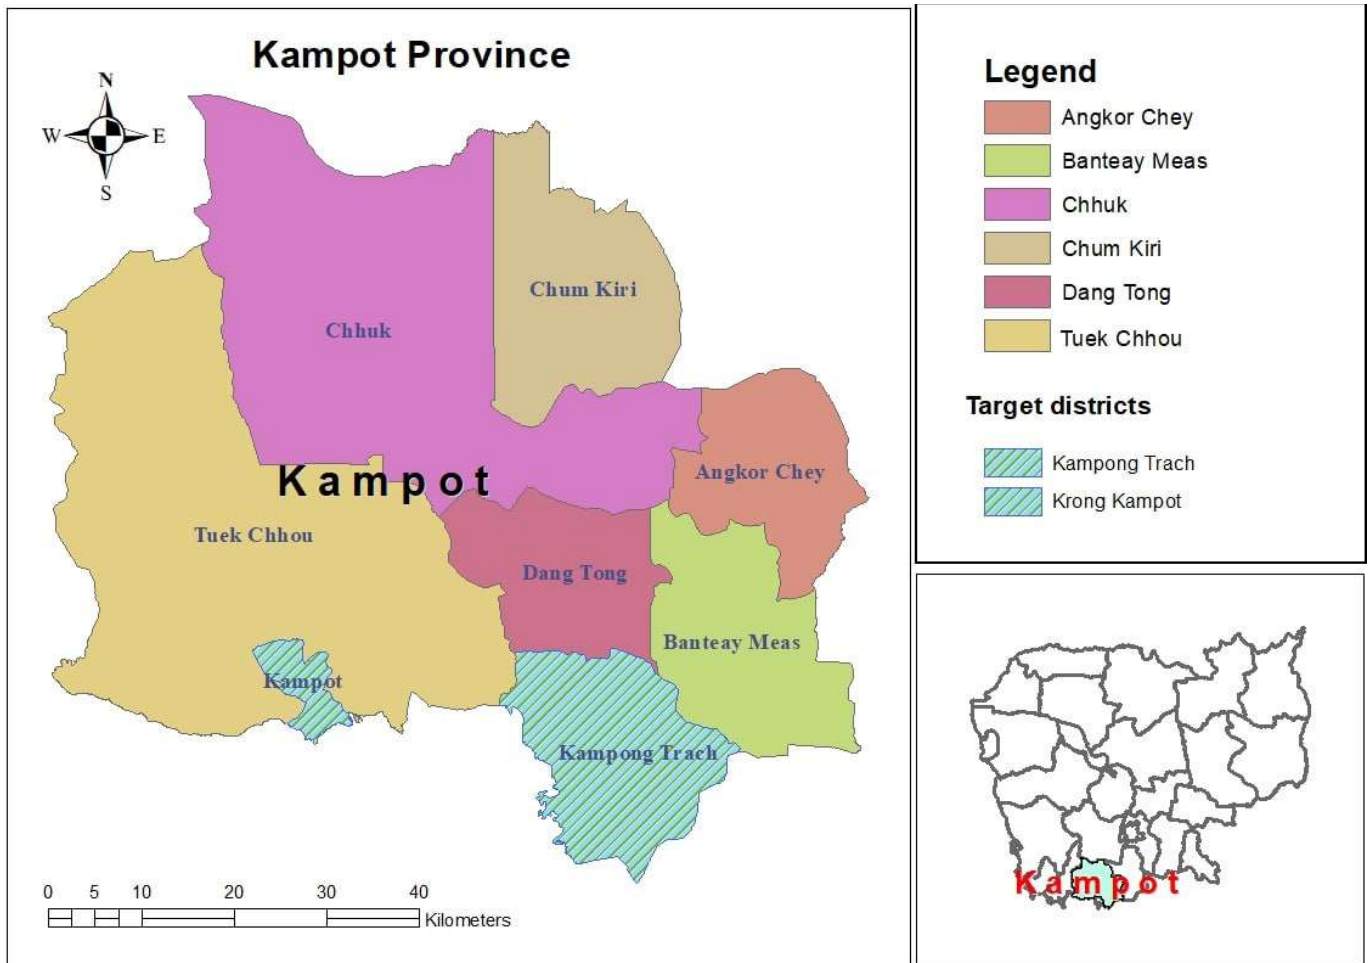 Kampot Province
N
W E
S
Chum Kiri
Chhuk
Angkor Chey
Kampot
Tuek Chhou
Dang Tong
Banteay Meas
Kampot
Kampong Trach
0 5 10 20 30 40
Kilometers
Legend
Angkor Chey
Banteay Meas
Chhuk
Chum Kiri
Dang Tong
Tuek Chhou
Target districts
Kampong Trach
Krong Kampot
Kampot